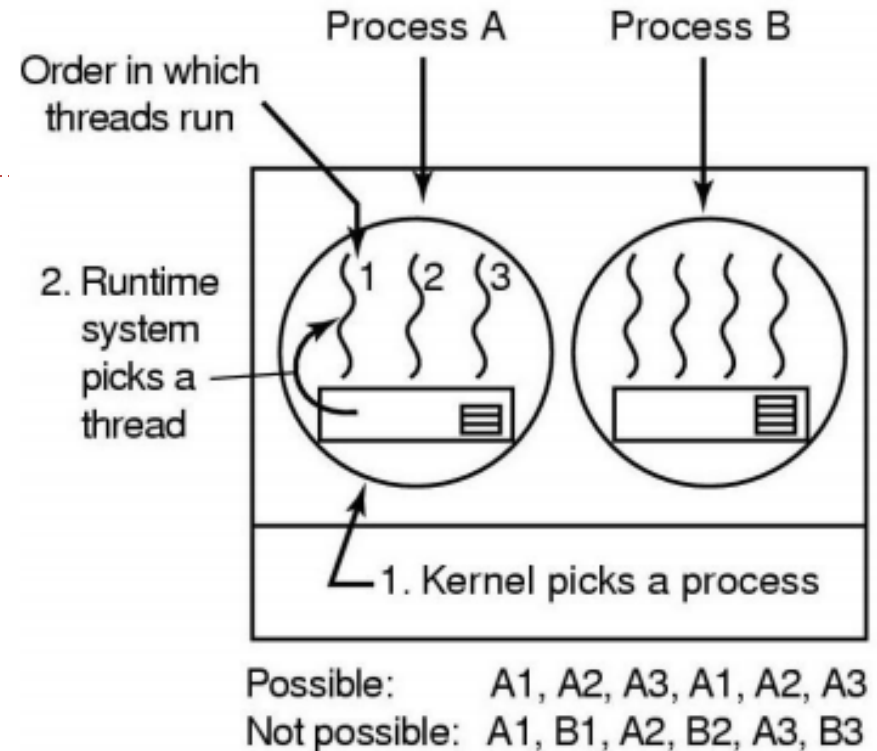 Process A
Process B
Order in which
threads run
1
2
3
2. Runtime
system
picks a
thread
1. Kernel picks a process
Possible: A1, A2, A3, A1, A2, A3
Not possible: A1, B1, A2, B2, A3, B3